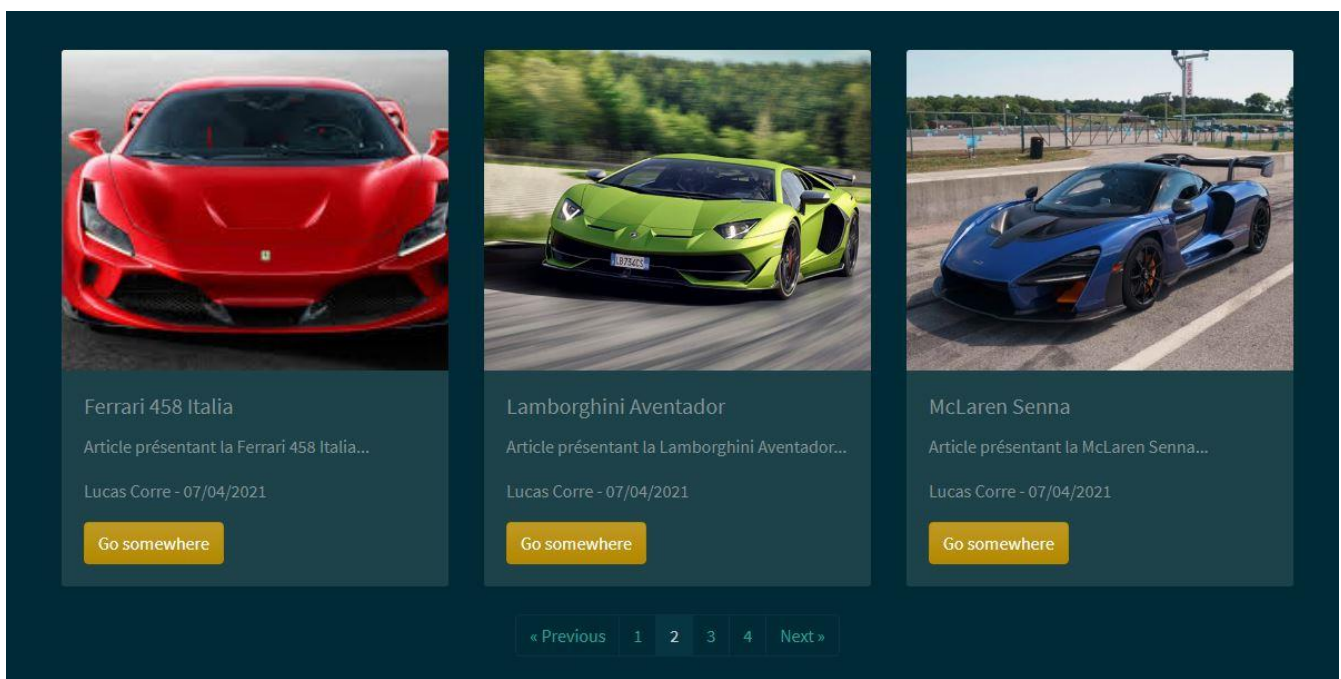 Ferrari 458 Italia
Article présentant la Ferrari 458 Italia...
Lucas Corre - 07/04/2021
Go somewhere
LB734CS
Lamborghini Aventador
Article présentant la Lamborghini Aventador...
Lucas Corre - 07/04/2021
Go somewhere
McLaren Senna
Article présentant la McLaren Senna...
Lucas Corre - 07/04/2021
Go somewhere
« Previous 1 2 3 4 Next »